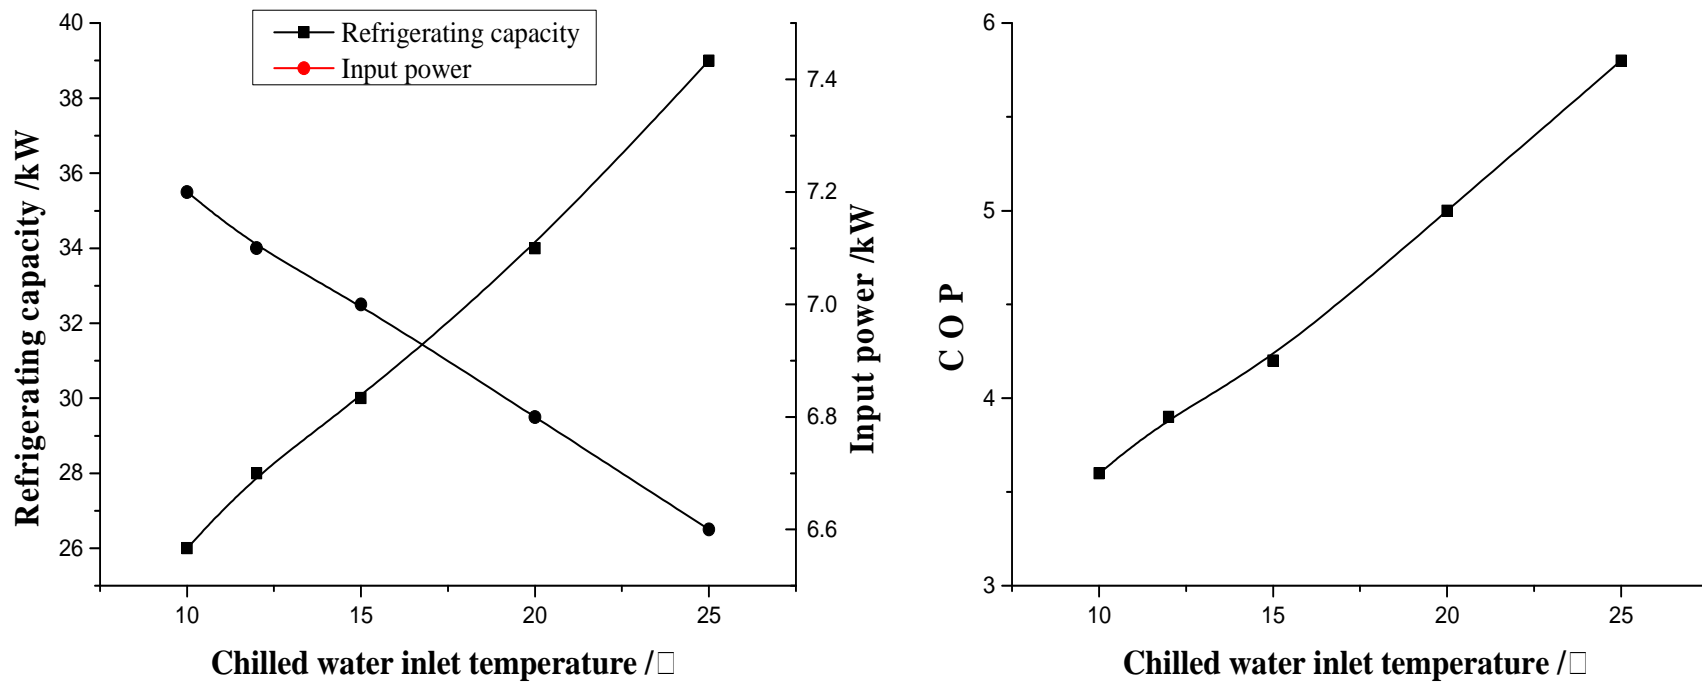 Refrigerating capacity
Input power
40
38
36
34
32
30
28
26
Refrigerating capacity /kW
7.4
7.2
7.0
6.8
6.6
Input power /kW
10 15 20 25
Chilled water inlet temperature /□
6
5
4
3
C O P
10 15 20 25
Chilled water inlet temperature /□